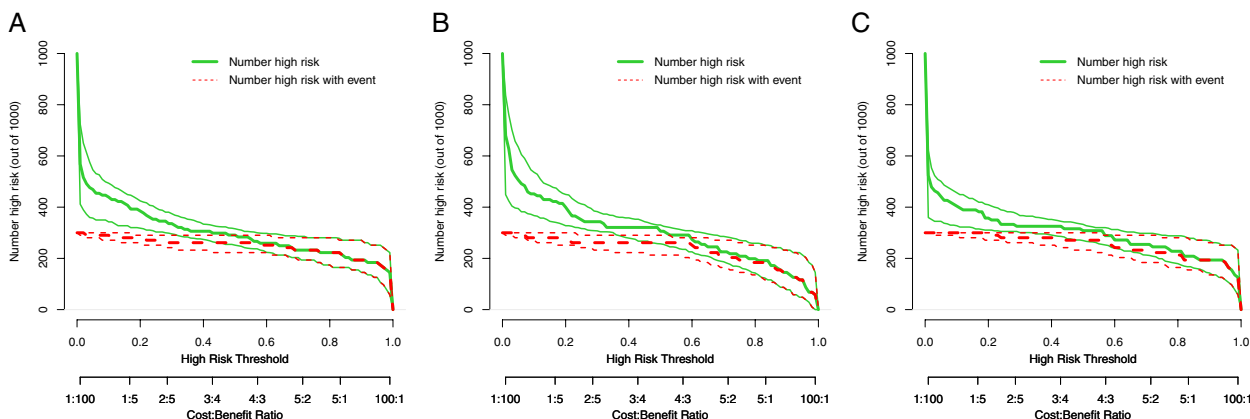 A
Number high risk (out of 1000)
0 200 400 600 800 1000
Number high risk
Number high risk with event
0.0 0.2 0.4 0.6 0.8 1.0
High Risk Threshold
1:100 1:5 2:5 3:4 4:3 5:2 5:1 100:1
Cost:Benefit Ratio
B
Number high risk (out of 1000)
0 200 400 600 800 1000
Number high risk
Number high risk with event
0.0 0.2 0.4 0.6 0.8 1.0
High Risk Threshold
1:100 1:5 2:5 3:4 4:3 5:2 5:1 100:1
Cost:Benefit Ratio
C
Number high risk (out of 1000)
0 200 400 600 800 1000
Number high risk
Number high risk with event
0.0 0.2 0.4 0.6 0.8 1.0
High Risk Threshold
1:100 1:5 2:5 3:4 4:3 5:2 5:1 100:1
Cost:Benefit Ratio